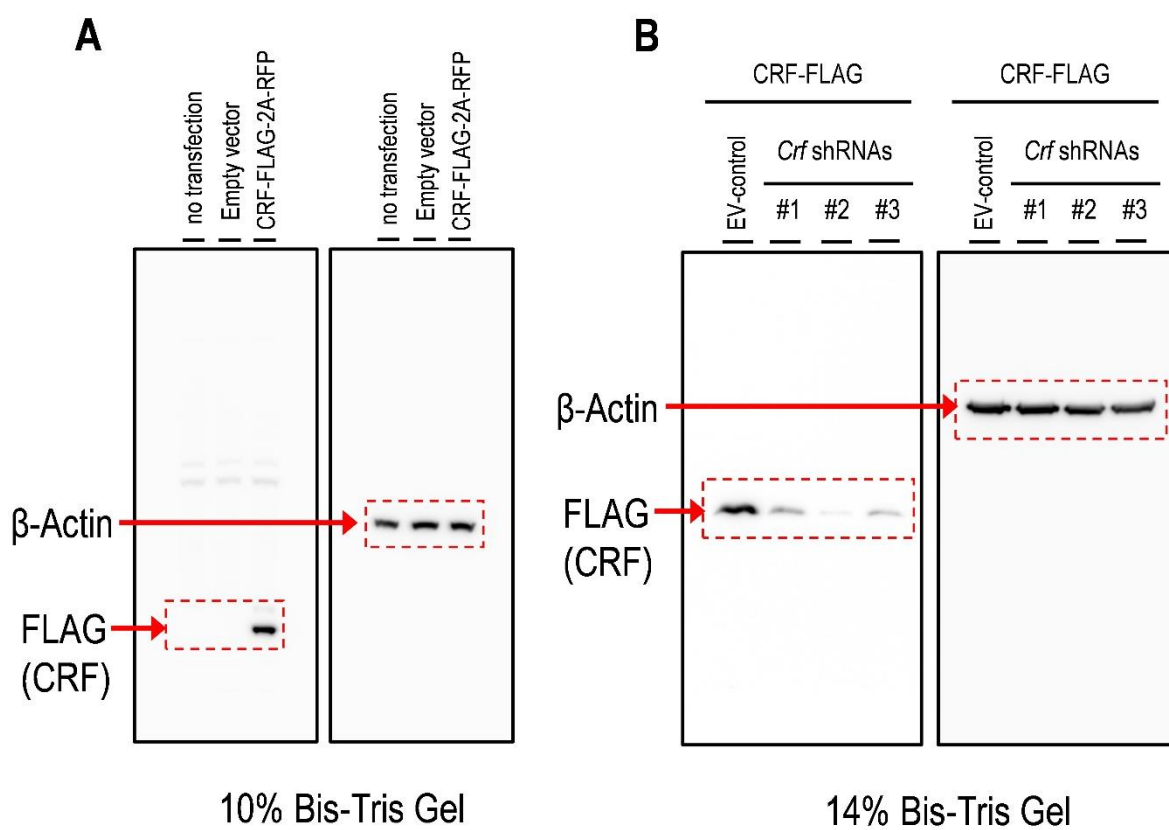 A
no transfection
Empty vector
CRF-FLAG-2A-RFP
no transfection
Empty vector
CRF-FLAG-2A-RFP
β-Actin
FLAG
(CRF)
10% Bis-Tris Gel
B
CRF-FLAG
CRF-FLAG
EV-control
Crf shRNAs
#1 #2 #3
EV-control
Crf shRNAs
#1 #2 #3
β-Actin
FLAG
(CRF)
14% Bis-Tris Gel